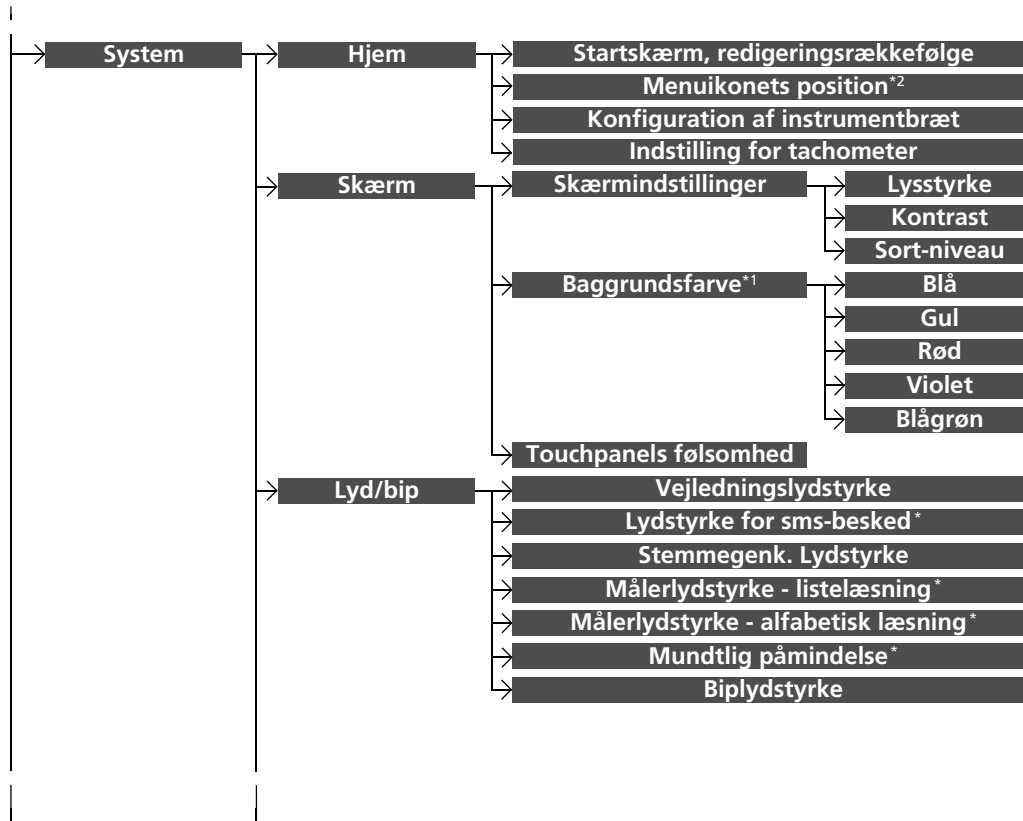 System
Hjem
Startskærm, redigeringsrækkefølge
Menuikonets position*2
Konfiguration af instrumentbræt
Indstilling for tachometer
Skærm
Skærmindstillinger
Lysstyrke
Kontrast
Sort-niveau
Baggrundsfarve*1
Blå
Gul
Rød
Violet
Blågrøn
Touchpanels følsomhed
Lyd/bip
Vejledningslydstyrke
Lydstyrke for sms-besked*
Stemmegenk. Lydstyrke
Målerlydstyrke - listelæsning*
Målerlydstyrke - alfabetisk læsning*
Mundtlig påmindelse*
Biplydstyrke